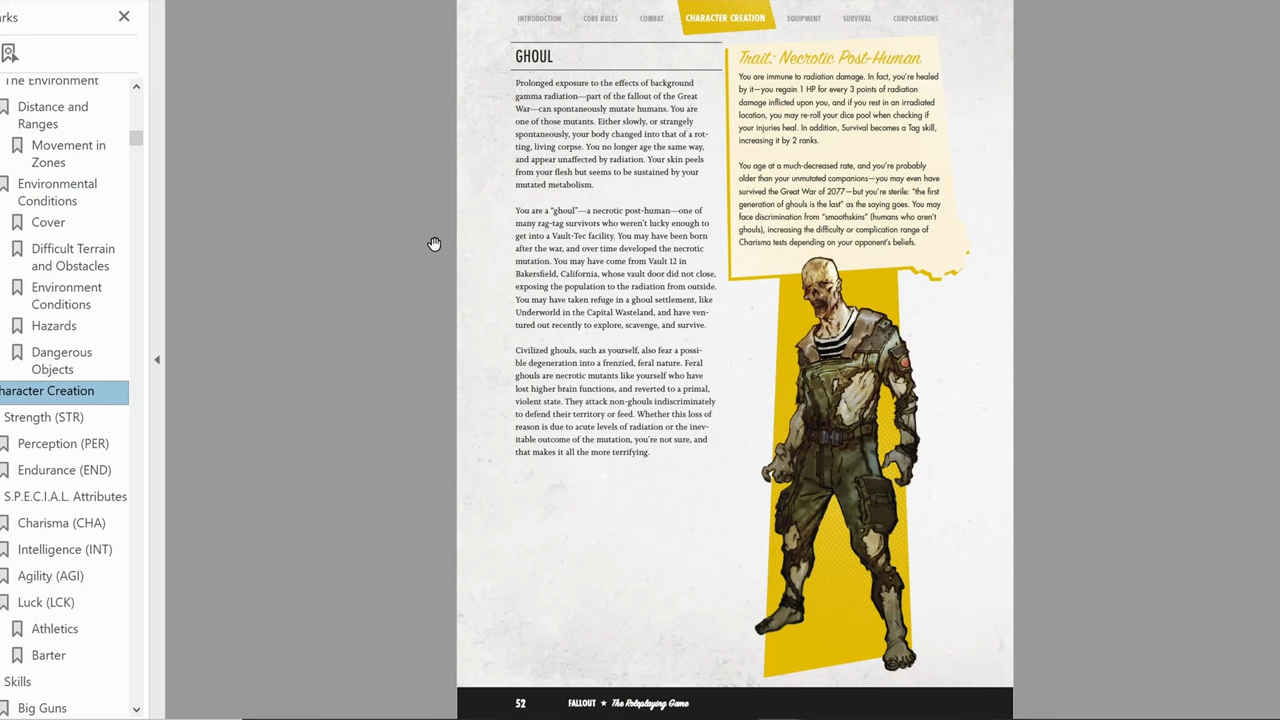 arks
The Environment
Distance and
Ranges
Movement in
Zones
Environmental
Conditions
Cover
Difficult Terrain
and Obstacles
Environment
Conditions
Hazards
Dangerous
Objects
haracter Creation
Strength (STR)
Perception (PER)
Endurance (END)
S.P.E.C.I.A.L. Attributes
Charisma (CHA)
Intelligence (INT)
Agility (AGI)
Luck (LCK)
Athletics
Barter
Skills
Big Guns
INTRODUCTION CORE RULES COMBAT CHARACTER CREATION EQUIPMENT SURVIVAL CORPORATIONS
GHOUL
Prolonged exposure to the effects of background
gamma radiation—part of the fallout of the Great
War—can spontaneously mutate humans. You are
one of those mutants. Either slowly, or strangely
spontaneously, your body changed into that of a rot-
ting, living corpse. You no longer age the same way,
and appear unaffected by radiation. Your skin peels
from your flesh but seems to be sustained by your
mutated metabolism.
You are a “ghoul”—a necrotic post-human—one of
many rag-tag survivors who weren’t lucky enough to
get into a Vault-Tec facility. You may have been born
after the war, and over time developed the necrotic
mutation. You may have come from Vault 12 in
Bakersfield, California, whose vault door did not close,
exposing the population to the radiation from outside.
You may have taken refuge in a ghoul settlement, like
Underworld in the Capital Wasteland, and have ven-
tured out recently to explore, scavenge, and survive.
Civilized ghouls, such as yourself, also fear a possi-
ble degeneration into a frenzied, feral nature. Feral
ghouls are necrotic mutants like yourself who have
lost higher brain functions, and reverted to a primal,
violent state. They attack non-ghouls indiscriminately
to defend their territory or feed. Whether this loss of
reason is due to acute levels of radiation or the inev-
itable outcome of the mutation, you’re not sure, and
that makes it all the more terrifying.
Trait: Necrotic Post-Human
You are immune to radiation damage. In fact, you’re healed
by it—you regain 1 HP for every 3 points of radiation
damage inflicted upon you, and if you rest in an irradiated
location, you may re-roll your dice pool when checking if
your injuries heal. In addition, Survival becomes a Tag skill,
increasing it by 2 ranks.
You age at a much-decreased rate, and you’re probably
older than your unmutated companions—you may even have
survived the Great War of 2077—but you’re sterile: “the first
generation of ghouls is the last” as the saying goes. You may
face discrimination from “smoothskins” (humans who aren’t
ghouls), increasing the difficulty or complication range of
Charisma tests depending on your opponent’s beliefs.
52 FALLOUT ★ The Roleplaying Game